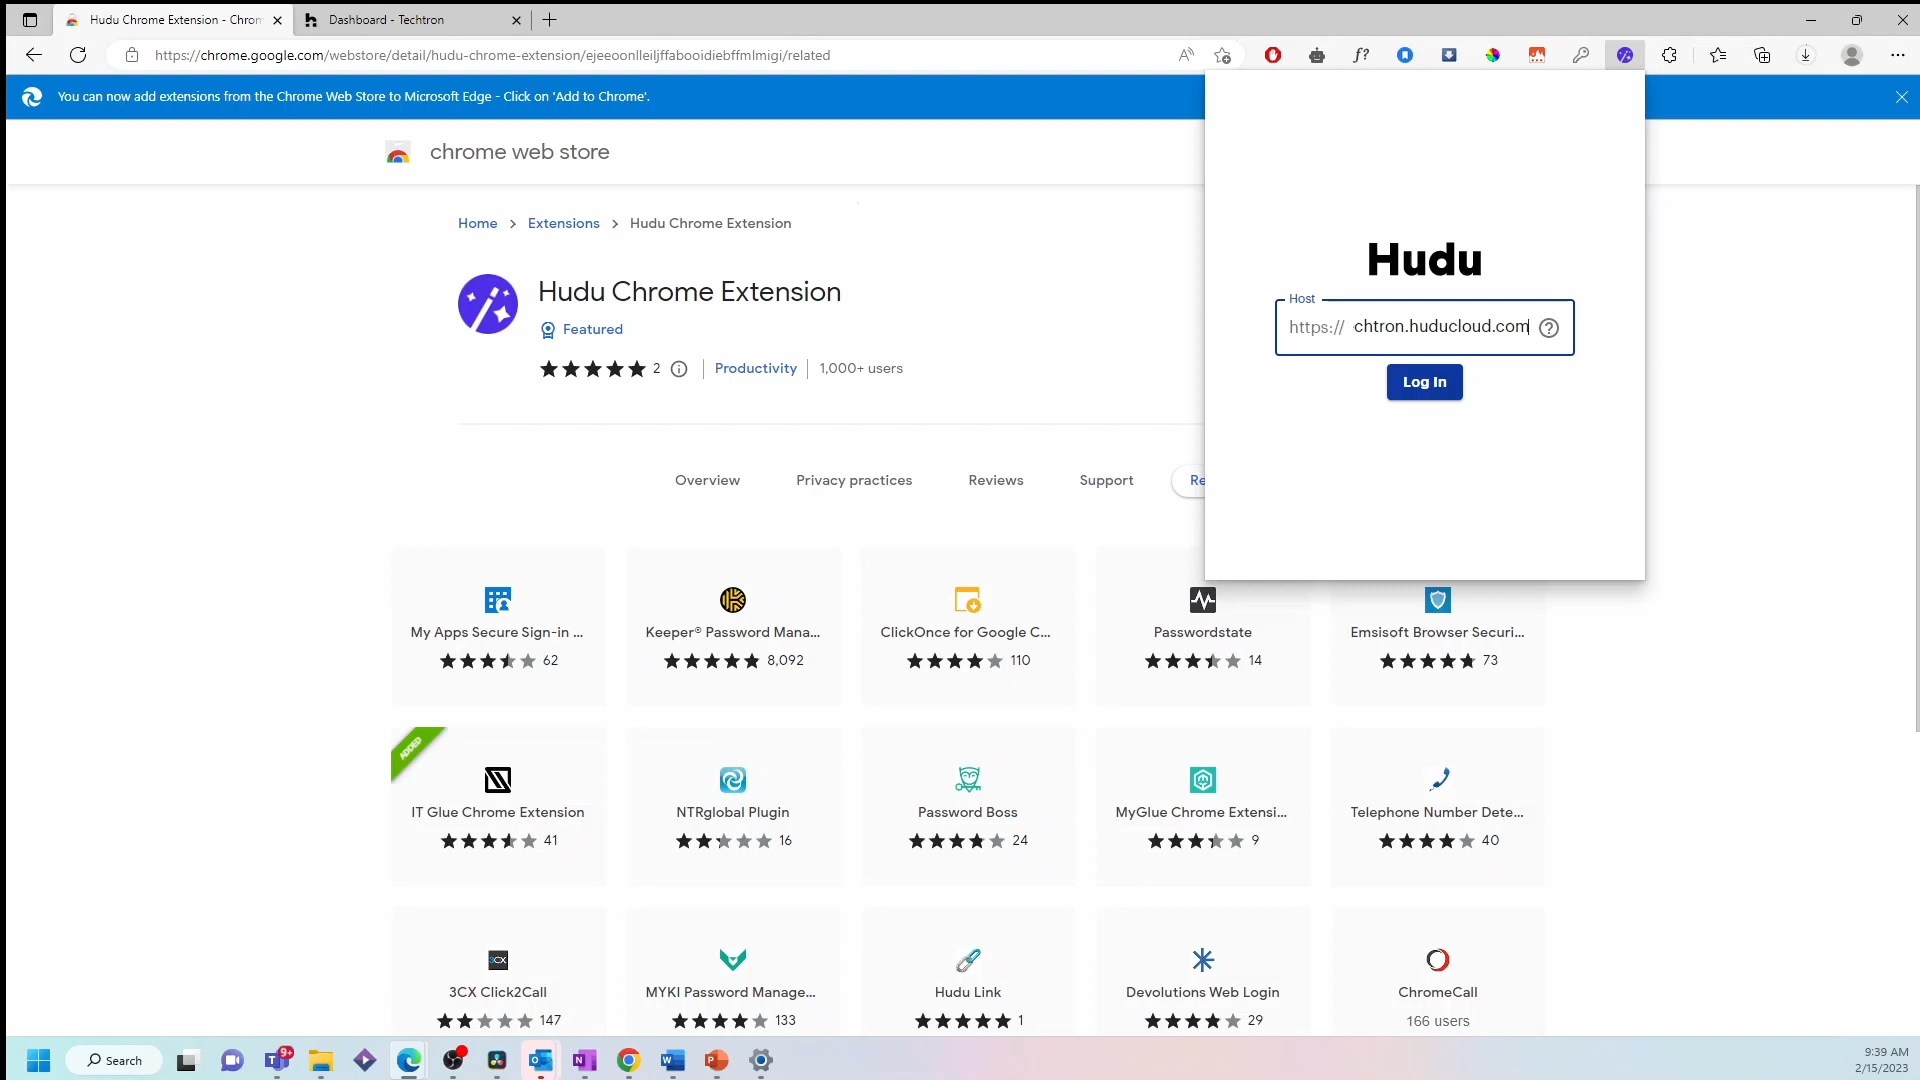 Hudu Chrome Extension - Chrom
Dashboard - Techtron
https://chrome.google.com/webstore/detail/hudu-chrome-extension/ejeeoonlleiljffabooidiebffmlmigi/related
You can now add extensions from the Chrome Web Store to Microsoft Edge - Click on 'Add to Chrome'.
chrome web store
Home > Extensions > Hudu Chrome Extension
Hudu Chrome Extension
Featured
2
Productivity
1,000+ users
Hudu
Host
https:// chtron.huducloud.com
Log In
Overview
Privacy practices
Reviews
Support
Re
My Apps Secure Sign-in ...
62
Keeper® Password Mana...
8,092
ClickOnce for Google C...
110
Passwordstate
14
Emsisoft Browser Securi...
73
ADDED
IT Glue Chrome Extension
41
NTRglobal Plugin
16
Password Boss
24
MyGlue Chrome Extensi...
9
Telephone Number Dete...
40
3CX
3CX Click2Call
147
MYKI Password Manage...
133
Hudu Link
1
Devolutions Web Login
29
ChromeCall
166 users
Search
9+
9:39 AM
2/15/2023